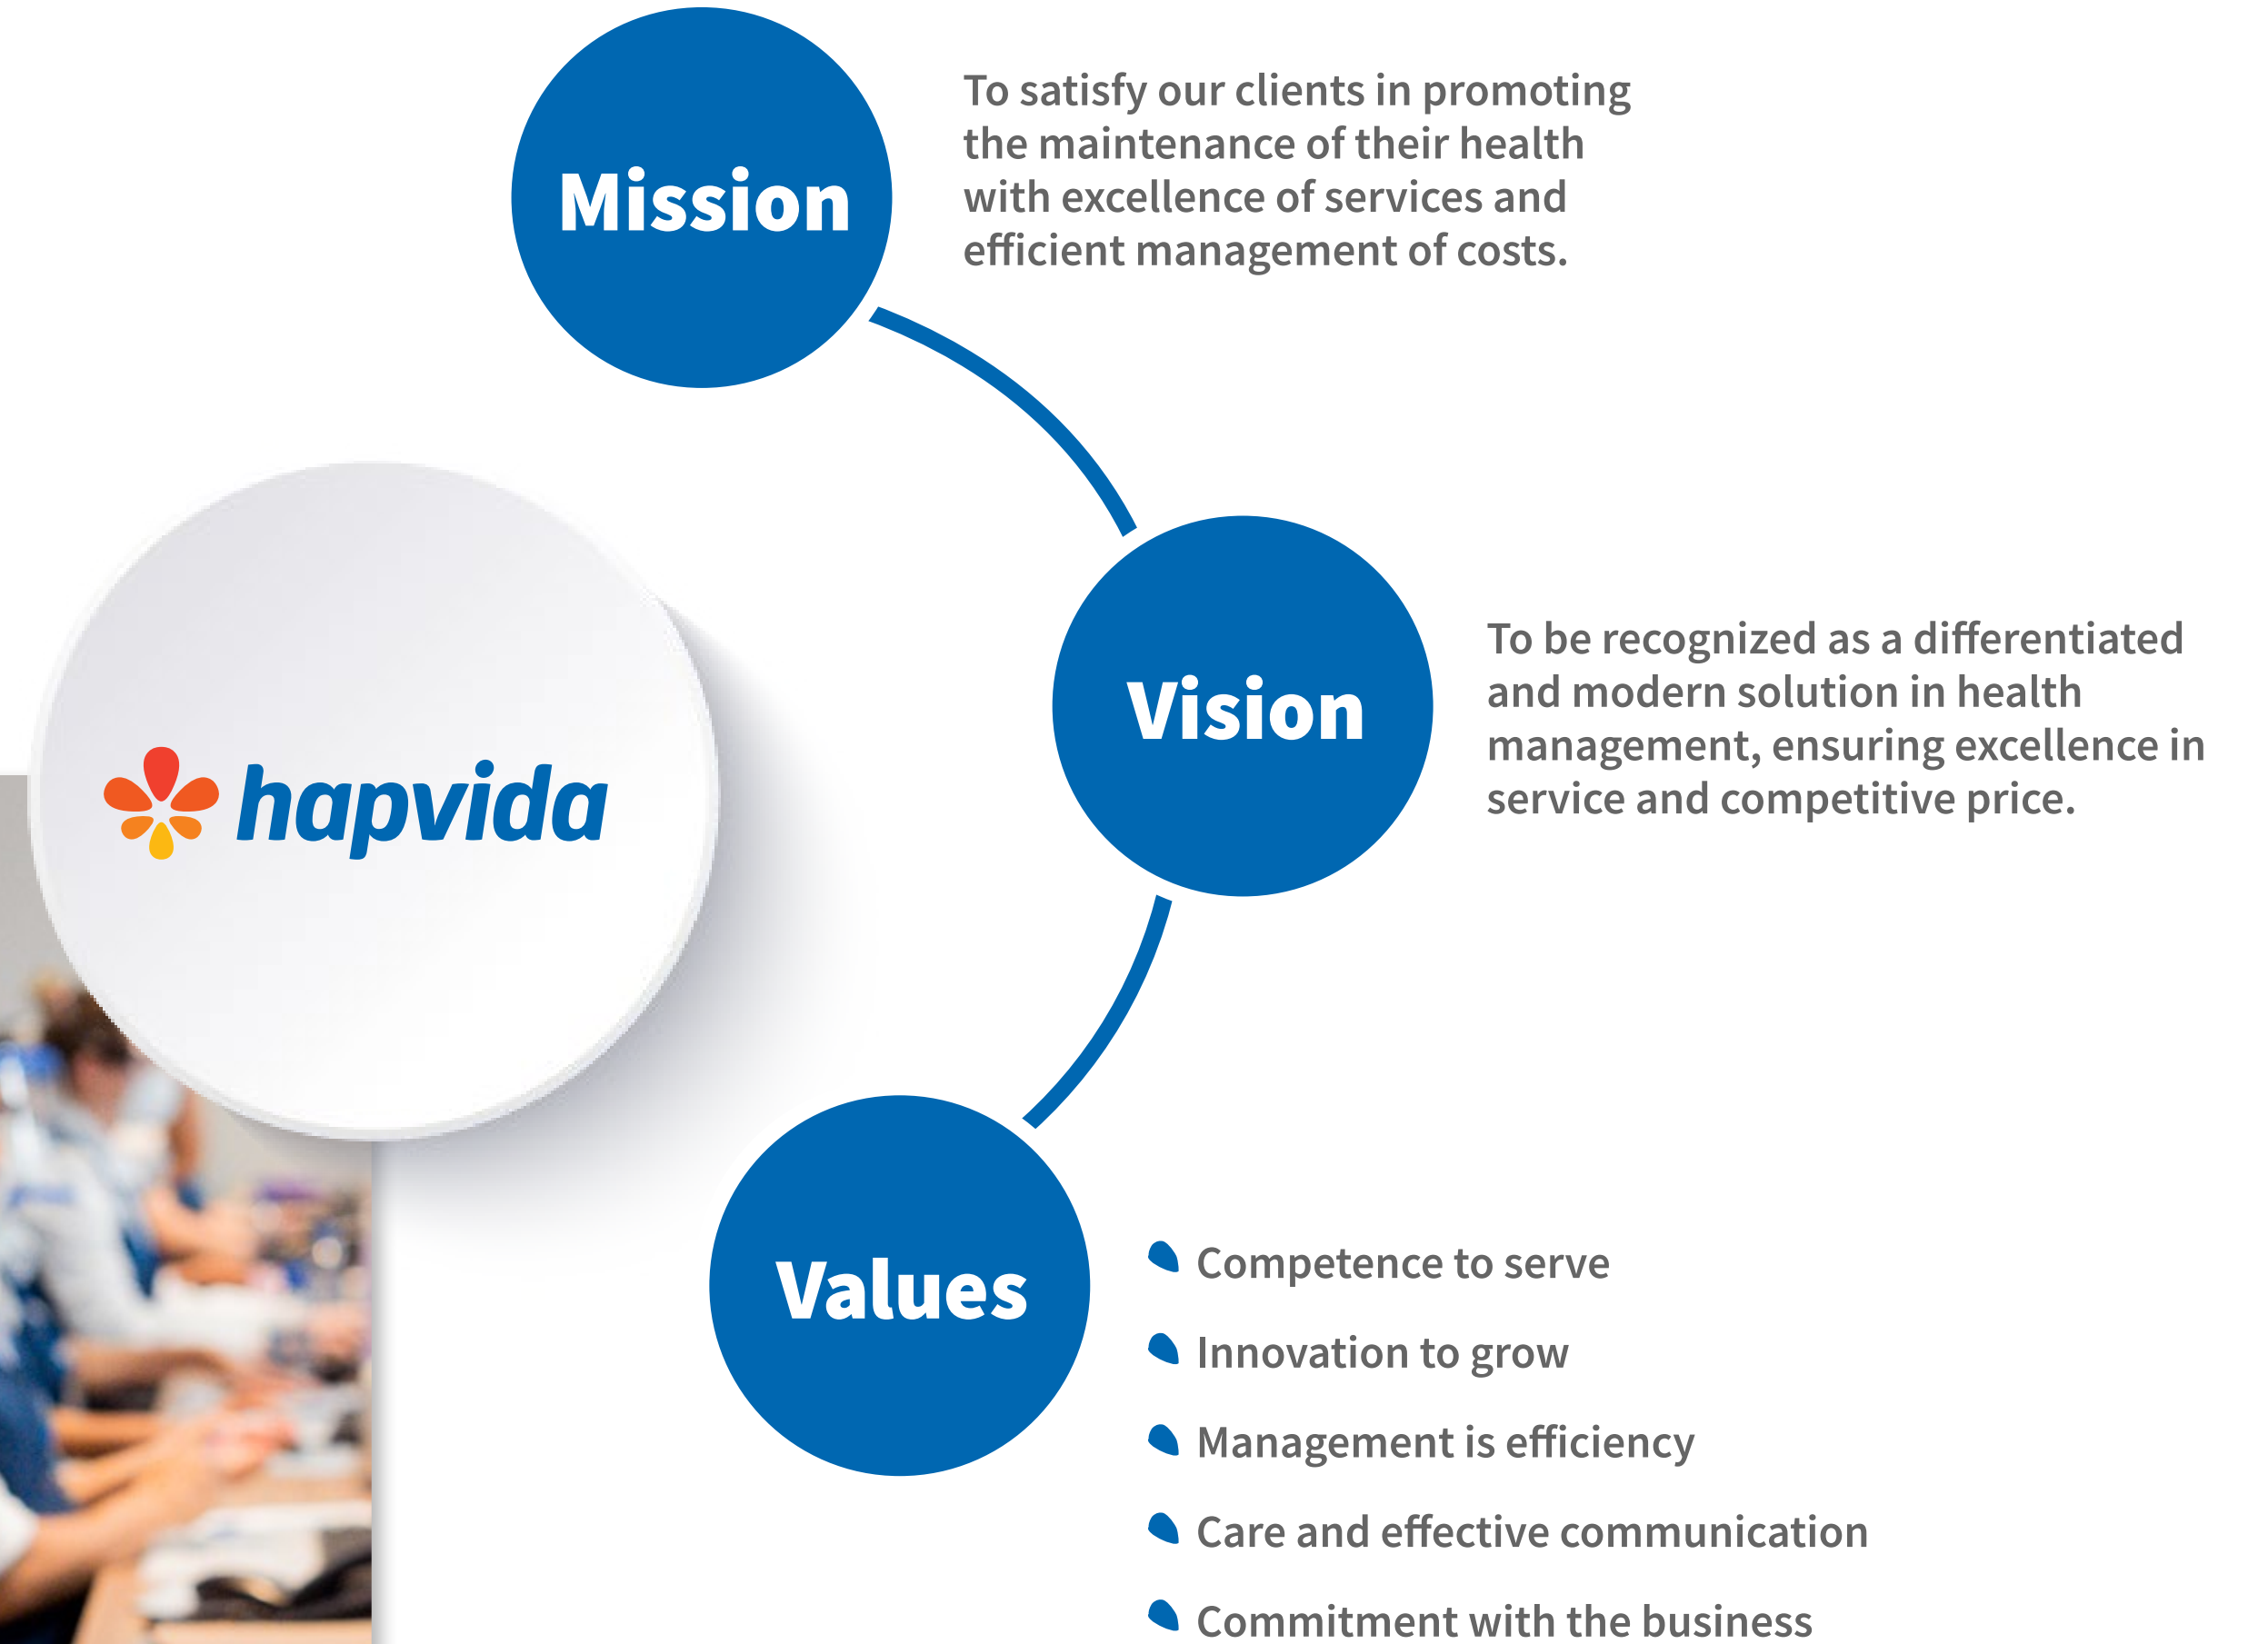 Mission
To satisfy our clients in promoting
the maintenance of their health
with excellence of services and
efficient management of costs.
hapvida
Vision
To be recognized as a differentiated
and modern solution in health
management, ensuring excellence in
service and competitive price.
Values
Competence to serve
Innovation to grow
Management is efficiency
Care and effective communication
Commitment with the business